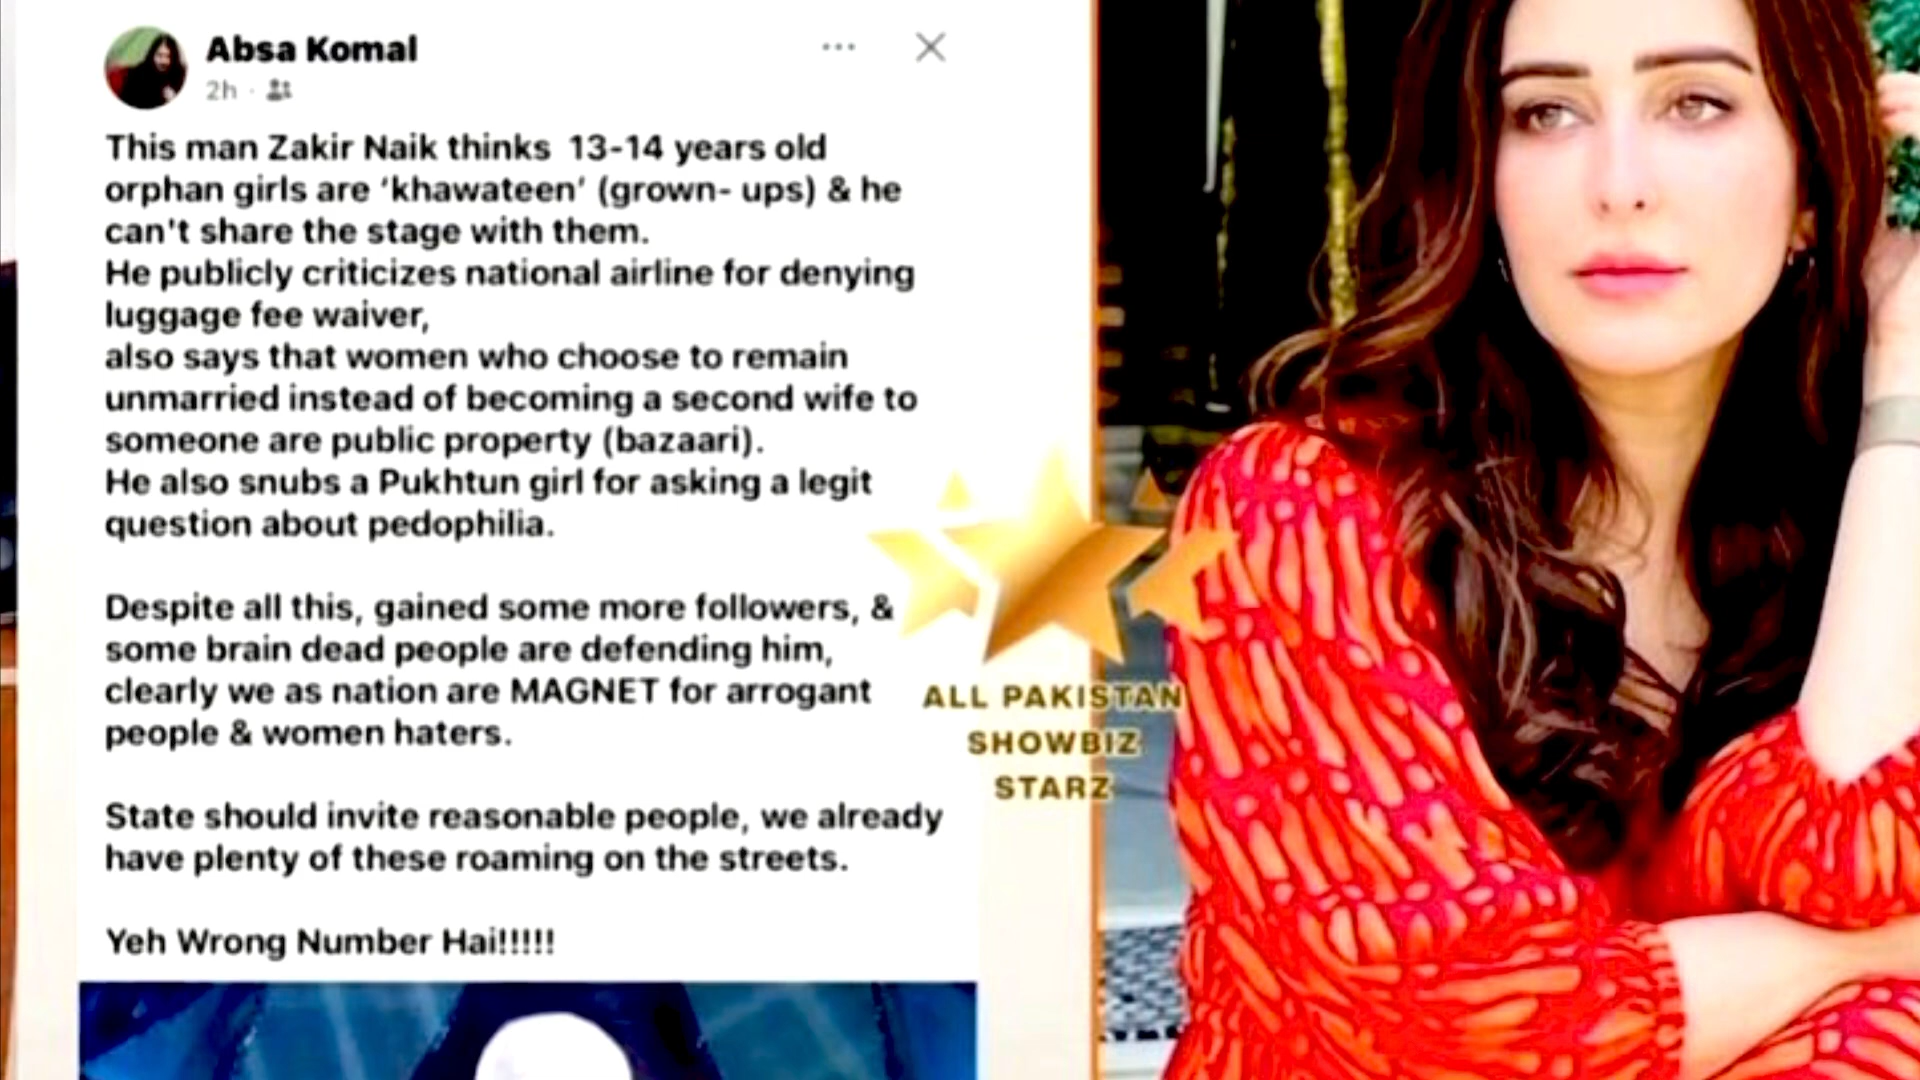 Absa Komal
2h ·
This man Zakir Naik thinks 13-14 years old
orphan girls are ‘khawateen’ (grown- ups) & he
can't share the stage with them.
He publicly criticizes national airline for denying
luggage fee waiver,
also says that women who choose to remain
unmarried instead of becoming a second wife to
someone are public property (bazaari).
He also snubs a Pukhtun girl for asking a legit
question about pedophilia.
Despite all this, gained some more followers, &
some brain dead people are defending him,
clearly we as nation are MAGNET for arrogant
people & women haters.
State should invite reasonable people, we already
have plenty of these roaming on the streets.
Yeh Wrong Number Hai!!!!!
ALL PAKISTAN
SHOWBIZ
STARZ